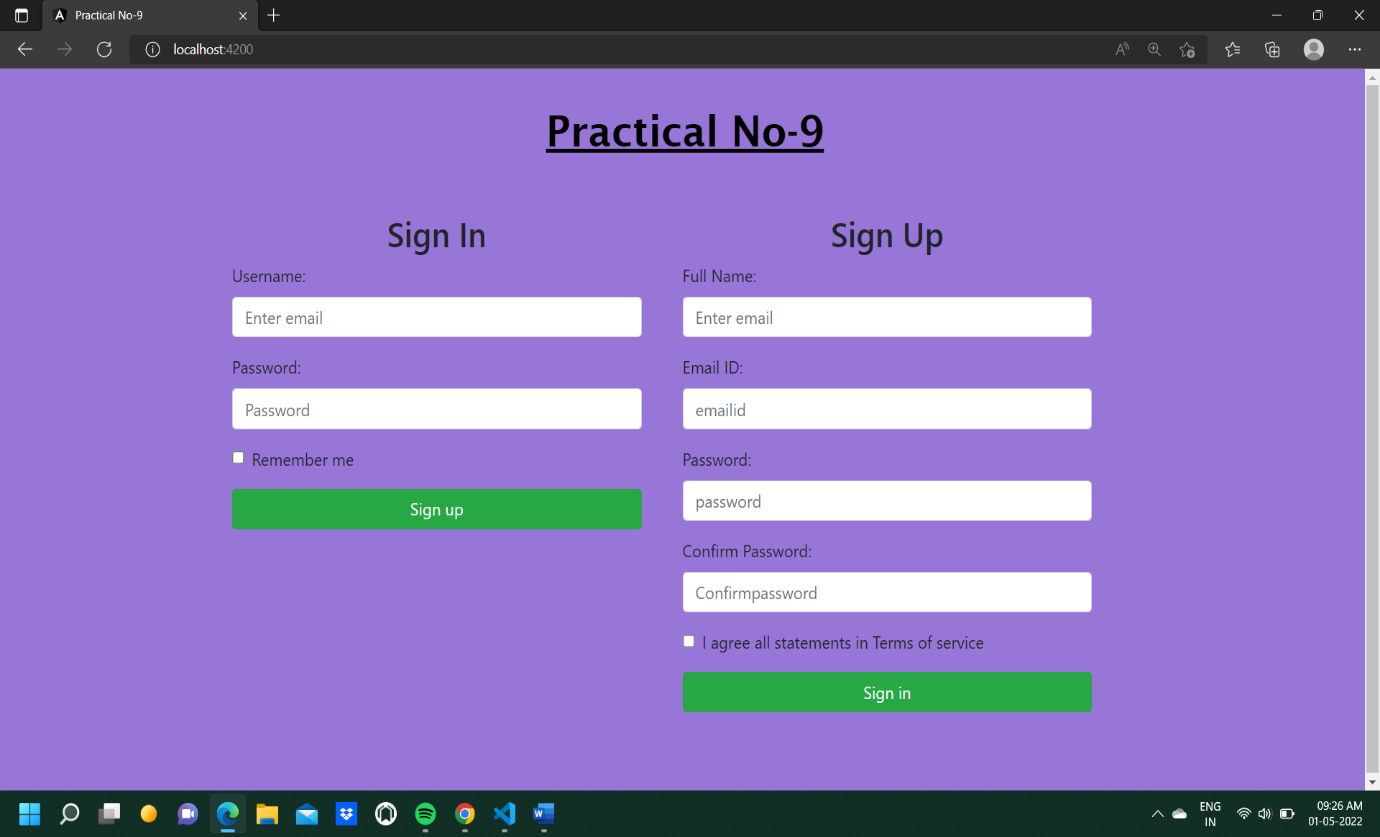 Practical No-9
localhost:4200
Practical No-9
Sign In
Username:
Enter email
Password:
Password
Remember me
Sign up
Sign Up
Full Name:
Enter email
Email ID:
emailid
Password:
password
Confirm Password:
Confirmpassword
I agree all statements in Terms of service
Sign in
ENG
IN
09:26 AM
01-05-2022